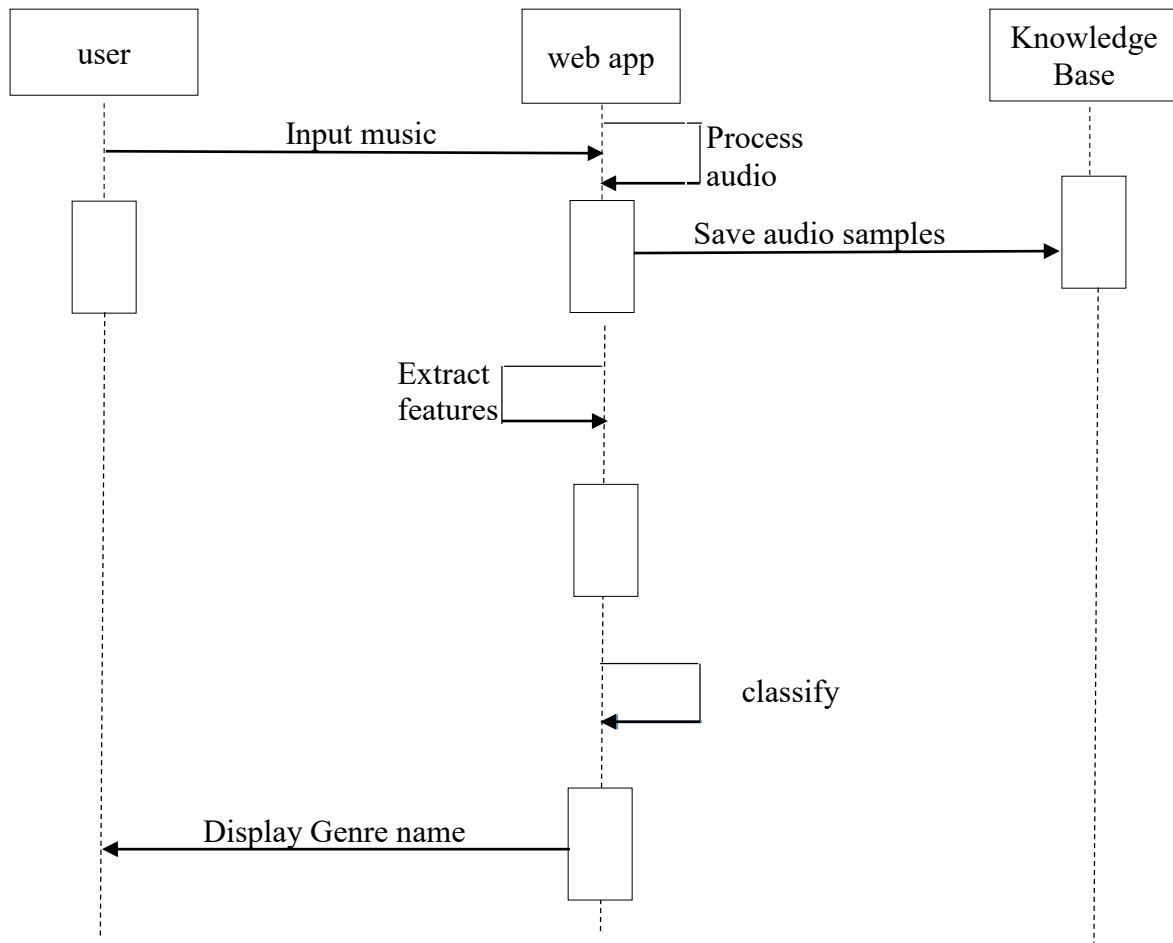 user
web app
Knowledge
Base
Input music
Process
audio
Save audio samples
Extract
features
classify
Display Genre name